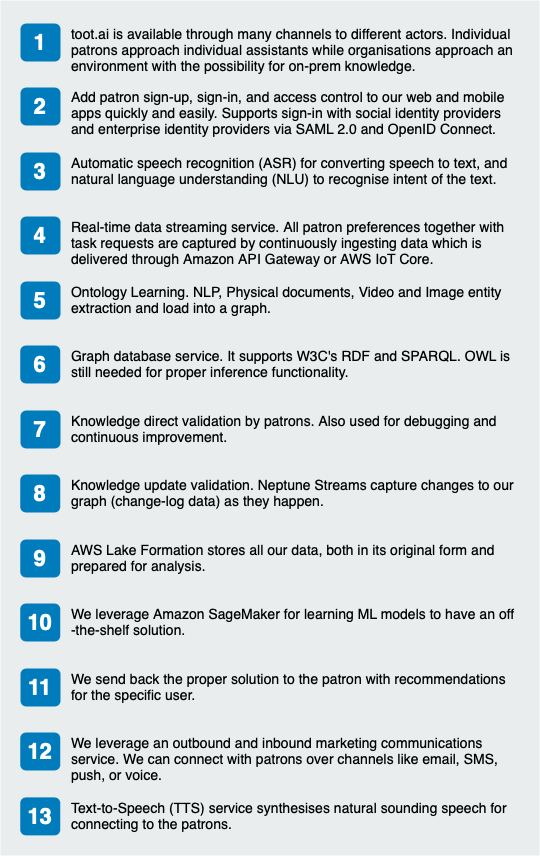 1
toot.ai is available through many channels to different actors. Individual
patrons approach individual assistants while organisations approach an
environment with the possibility for on-prem knowledge.
2
Add patron sign-up, sign-in, and access control to our web and mobile
apps quickly and easily. Supports sign-in with social identity providers
and enterprise identity providers via SAML 2.0 and OpenID Connect.
3
Automatic speech recognition (ASR) for converting speech to text, and
natural language understanding (NLU) to recognise intent of the text.
4
Real-time data streaming service. All patron preferences together with
task requests are captured by continuously ingesting data which is
delivered through Amazon API Gateway or AWS IoT Core.
5
Ontology Learning. NLP, Physical documents, Video and Image entity
extraction and load into a graph.
6
Graph database service. It supports W3C's RDF and SPARQL. OWL is
still needed for proper inference functionality.
7
Knowledge direct validation by patrons. Also used for debugging and
continuous improvement.
8
Knowledge update validation. Neptune Streams capture changes to our
graph (change-log data) as they happen.
9
AWS Lake Formation stores all our data, both in its original form and
prepared for analysis.
10
We leverage Amazon SageMaker for learning ML models to have an off
-the-shelf solution.
11
We send back the proper solution to the patron with recommendations
for the specific user.
12
We leverage an outbound and inbound marketing communications
service. We can connect with patrons over channels like email, SMS,
push, or voice.
13
Text-to-Speech (TTS) service synthesises natural sounding speech for
connecting to the patrons.